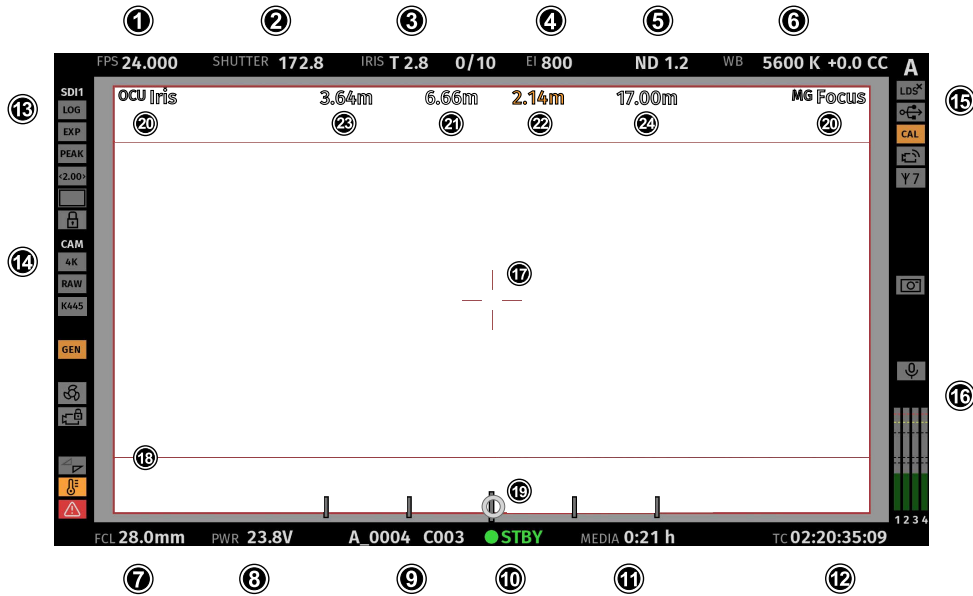 1 2 3 4 5 6
FPS 24.000 SHUTTER 172.8 IRIS T 2.8 0/10 EI 800 ND 1.2 WB 5600 K +0.0 CC A
SDI1
LOG
EXP
PEAK
<2.00>
CAM
4K
RAW
K445
GEN
13
14
OCU Iris 3.64m 6.66m 2.14m 17.00m MG Focus
20 23 21 22 24 20
17
18
19
LDSX
CAL
7
15
16
1 2 3 4
FCL 28.0mm PWR 23.8V A_0004 C003 STBY MEDIA 0:21 h TC 02:20:35:09
7 8 9 10 11 12